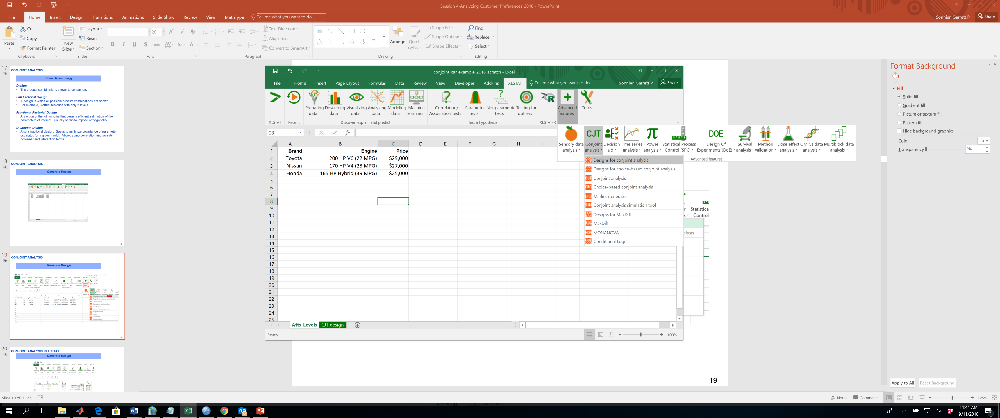 Session 4-Analyzing Customer Preferences_2018 - PowerPoint
File Home Insert Design Transitions Animations Slide Show Review View MathType Tell me what you want to do... Sonnier, Garrett P Share
Paste Cut Copy Format Painter
Clipboard
New Slide Layout Reset Section
Slides
20
Font
Text Direction
Align Text
Convert to SmartArt
Paragraph
Arrange Quick Styles
Shape Fill
Shape Outline
Shape Effects
Drawing
Find
Replace
Select
Editing
17
CONJOINT ANALYSIS
Some Terminology
Design
• The product combinations shown to consumers
Full Factorial Design
• A design in which all possible product combinations are shown
• For example, 3 attributes each with only 2 levels
Fractional Factorial Design
• A fraction of the full factorial that permits efficient estimation of the
parameters of interest. Usually seeks to impose orthogonality.
D-Optimal Design
• Also a fractional design. Seeks to minimize covariance of parameter
estimates for a given model. Allows some correlation and permits
nonlinear and interaction terms.
18
CONJOINT ANALYSIS
Generate Design
18
19
CONJOINT ANALYSIS
Generate Design
19
20
CONJOINT ANALYSIS IN XLSTAT
Generate Design
conjoint_car_example_2018_scratch - Excel
File Home Insert Page Layout Formulas Data Review View Developer Add-ins XLSTAT Tell me what you want to do... Sonnier, Garrett P Share
Preparing data Describing data Visualizing data Analyzing data Modeling data Machine learning Correlation/ Association tests Parametric tests Nonparametric tests Testing for outliers Advanced features Tools
XLSTAT Recent Discover, explain and predict Test a hypothesis XLSTAT-R
C8 fx
A B C D E F G H I
1 Brand Engine Price
2 Toyota 200 HP V6 (22 MPG) $29,000
3 Nissan 170 HP V4 (28 MPG) $27,000
4 Honda 165 HP Hybrid (39 MPG) $25,000
5
6
7
8
9
10
11
12
13
14
15
16
17
18
19
20
21
22
23
24
25
CJT DOE
Sensory data analysis Conjoint analysis Decision aid Time series analysis Power analysis Statistical Process Control (SPC) Design Of Experiments (DoE) Survival analysis Method validation Dose effect analysis OMICs data analysis Multiblock data analysis
Advanced features
Designs for conjoint analysis
Designs for choice-based conjoint analysis
Conjoint analysis
Choice-based conjoint analysis
Market generator
Conjoint analysis simulation tool
Designs for MaxDiff
MaxDiff
MONANOVA
Conditional Logit
Statistica
Control
alysis
Atts_Levels CJT design
Ready 100%
19
Format Background
Fill
Solid fill
Gradient fill
Picture or texture fill
Pattern fill
Hide background graphics
Color
Transparency 0%
Apply to All Reset Background
Slide 19 of 0 .. 65 Notes Comments 125%
11:44 AM
9/11/2018